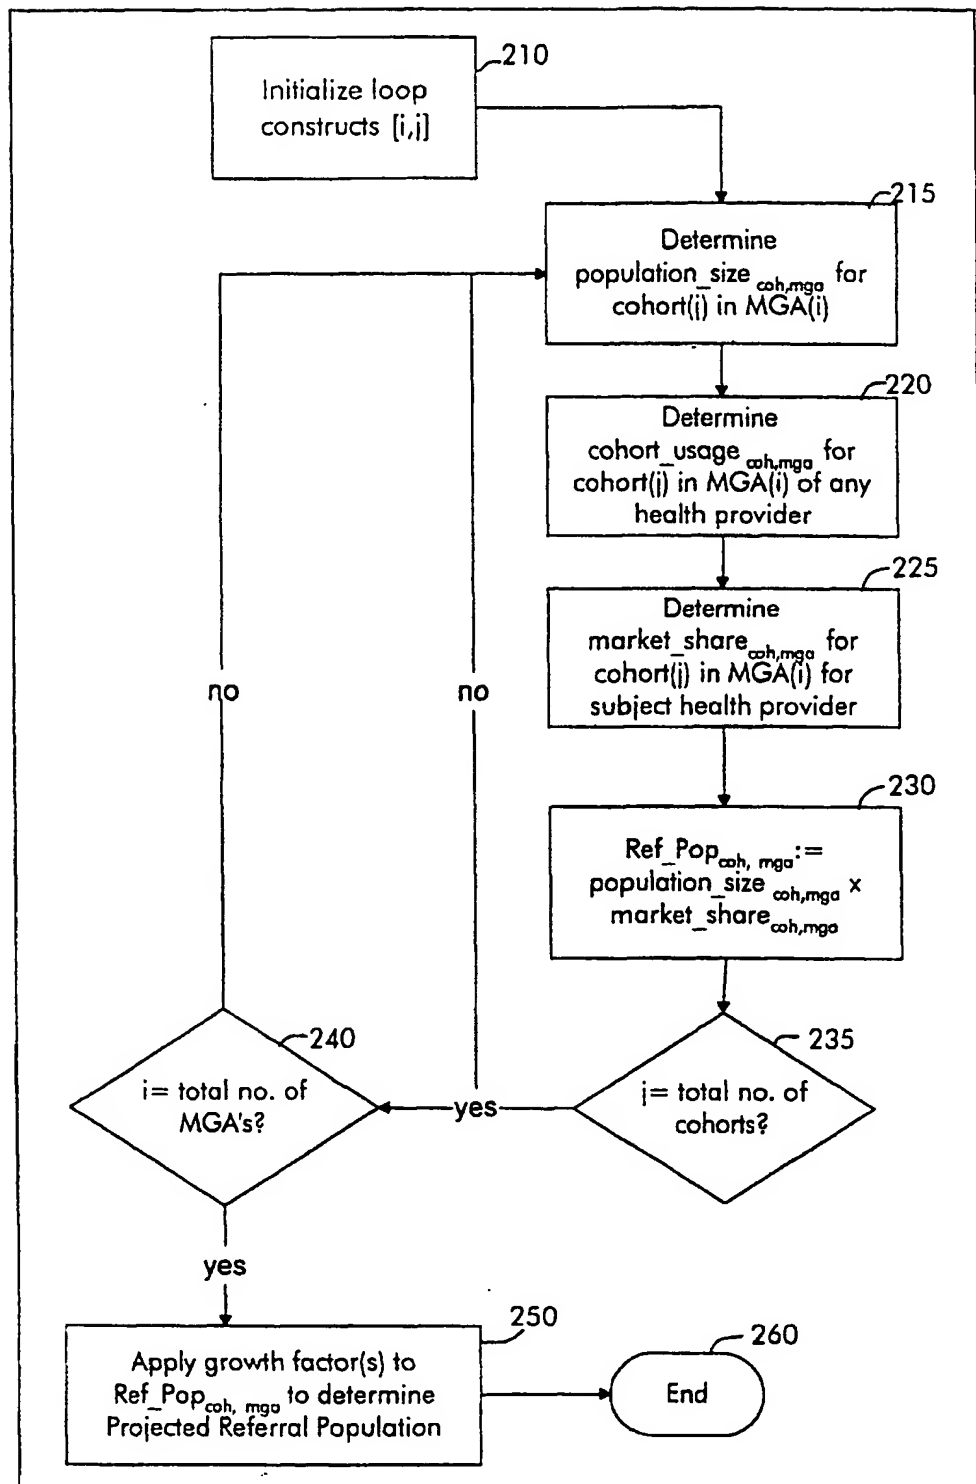 210
Initialize loop
constructs [i,j]
215
Determine
population_size coh,mga for
cohort(j) in MGA(i)
220
Determine
cohort_usage coh,mga for
cohort(j) in MGA(i) of any
health provider
225
Determine
market_share coh,mga for
cohort(j) in MGA(i) for
subject health provider
no
no
230
Ref_Pop coh, mga :=
population_size coh,mga x
market_share coh,mga
240
i= total no. of
MGA's?
yes
235
j= total no. of
cohorts?
yes
250
Apply growth factor(s) to
Ref_Pop coh, mga to determine
Projected Referral Population
260
End